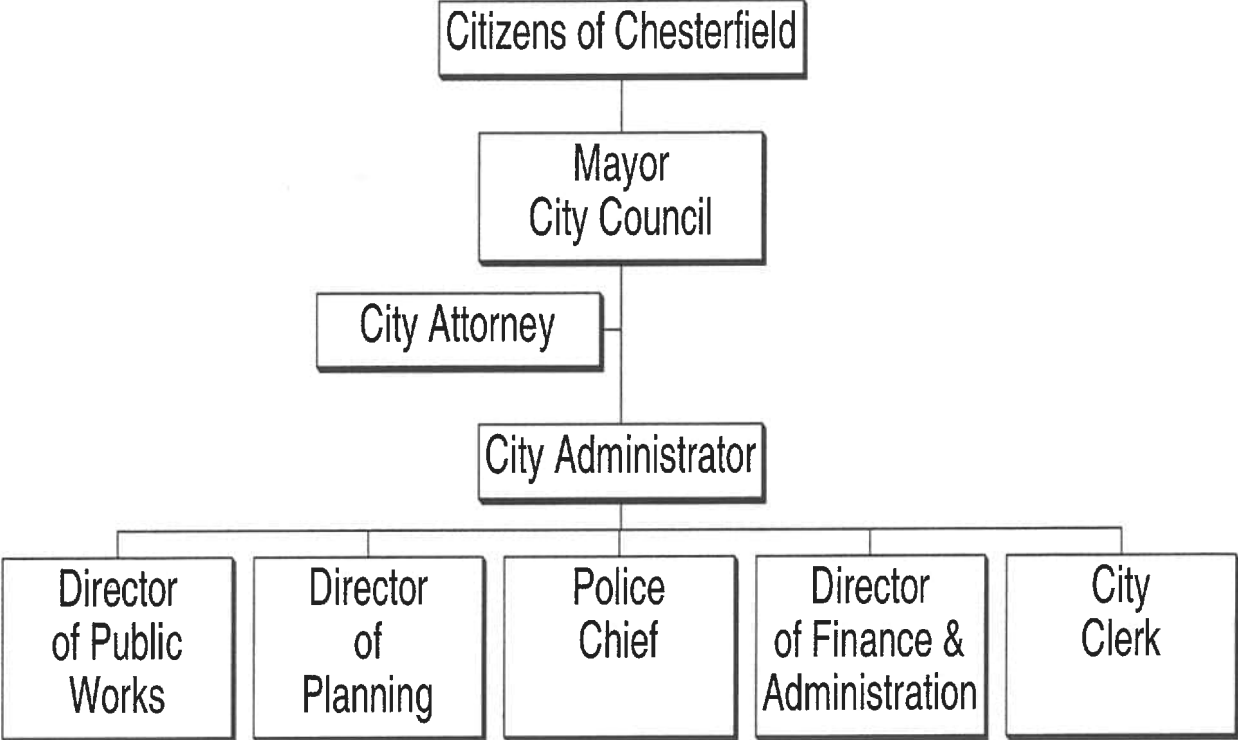 Citizens of Chesterfield
Mayor
City Council
City Attorney
City Administrator
Director
of Public
Works
Director
of
Planning
Police
Chief
Director
of Finance &
Administration
City
Clerk